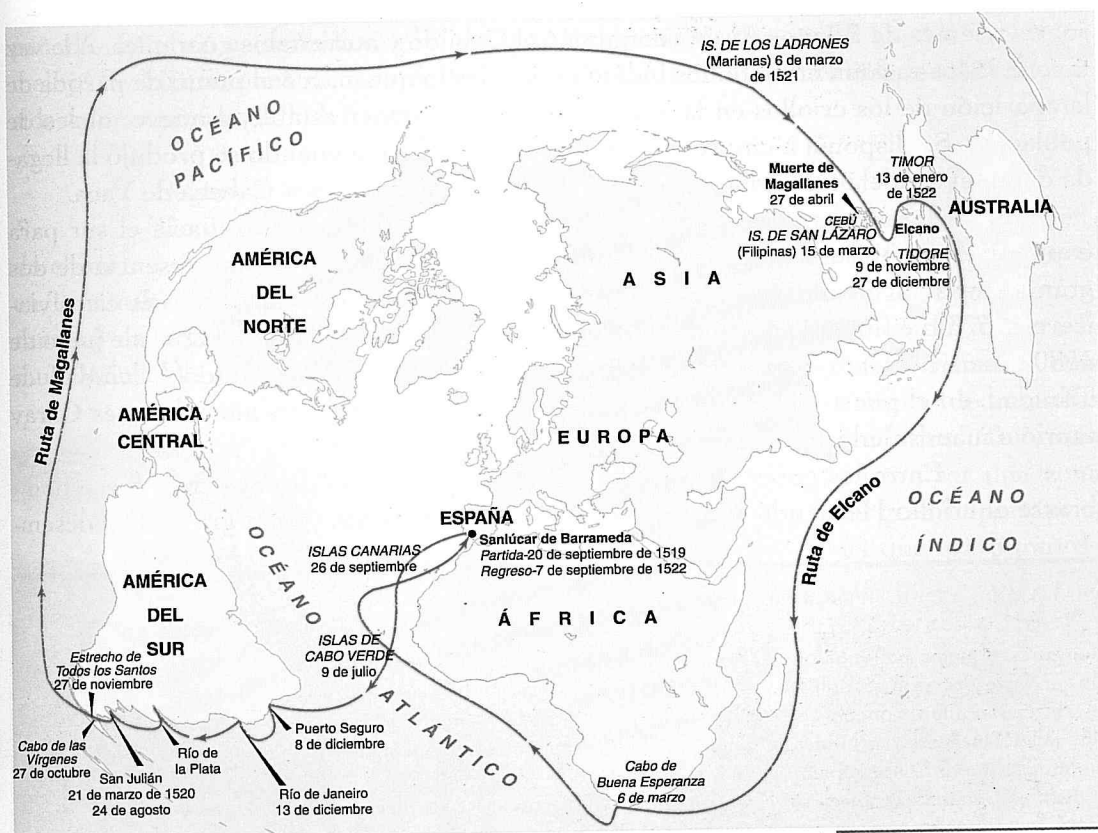 IS. DE LOS LADRONES
(Marianas) 6 de marzo
de 1521
OCÉANO
PACÍFICO
Muerte de
Magallanes
27 de abril
TIMOR
13 de enero
de 1522
AUSTRALIA
CEBÚ
IS. DE SAN LÁZARO
(Filipinas) 15 de marzo
Elcano
TIDORE
9 de noviembre
27 de diciembre
AMÉRICA
DEL
NORTE
ASIA
Ruta de Magallanes
AMÉRICA
CENTRAL
EUROPA
OCÉANO
ÍNDICO
Ruta de Elcano
ESPAÑA
Sanlúcar de Barrameda
Partida-20 de septiembre de 1519
Regreso-7 de septiembre de 1522
ISLAS CANARIAS
26 de septiembre
OCÉANO
ATLÁNTICO
AMÉRICA
DEL
SUR
ÁFRICA
ISLAS DE
CABO VERDE
9 de julio
Estrecho de
Todos los Santos
27 de noviembre
Puerto Seguro
8 de diciembre
Cabo de las
Vírgenes
27 de octubre
San Julián
21 de marzo de 1520
24 de agosto
Río de
la Plata
Río de Janeiro
13 de diciembre
Cabo de
Buena Esperanza
6 de marzo